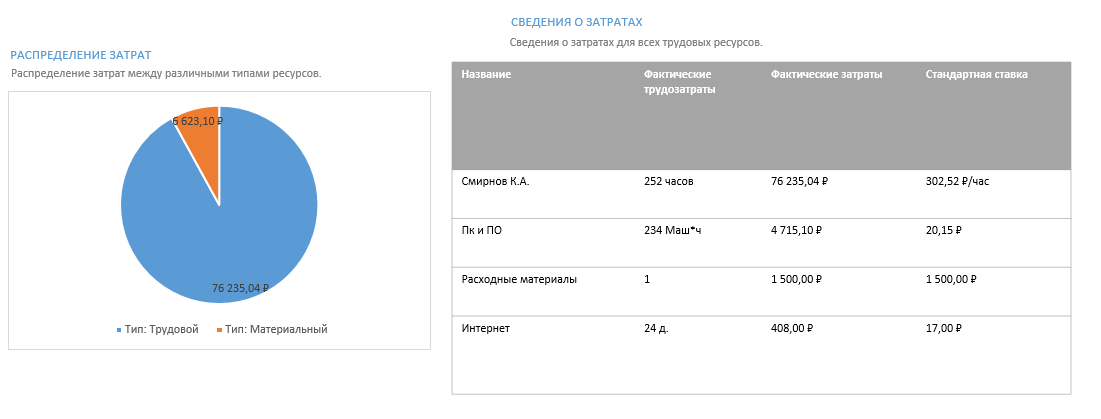 РАСПРЕДЕЛЕНИЕ ЗАТРАТ
Распределение затрат между различными типами ресурсов.
6 623,10 ₽
76 235,04 ₽
Тип: Трудовой Тип: Материальный
СВЕДЕНИЯ О ЗАТРАТАХ
Сведения о затратах для всех трудовых ресурсов.
Название Фактические трудозатраты Фактические затраты Стандартная ставка
Смирнов К.А. 252 часов 76 235,04 ₽ 302,52 ₽/час
Пк и ПО 234 Маш*ч 4 715,10 ₽ 20,15 ₽
Расходные материалы 1 1 500,00 ₽ 1 500,00 ₽
Интернет 24 д. 408,00 ₽ 17,00 ₽